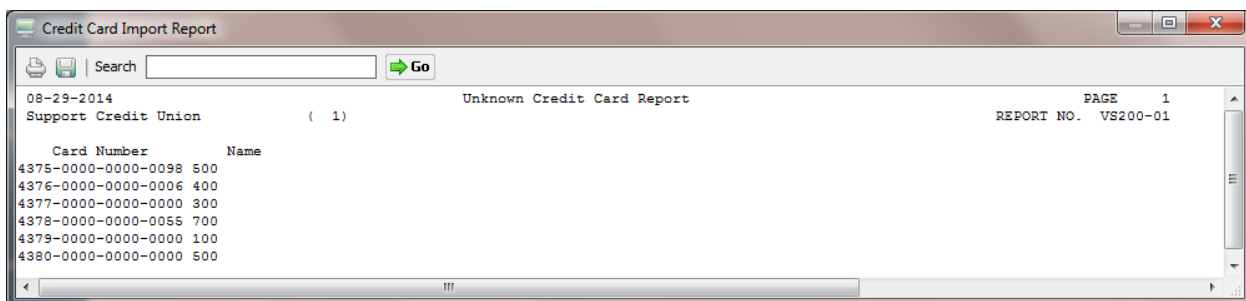 Credit Card Import Report
Search Go
08-29-2014 Unknown Credit Card Report PAGE 1
Support Credit Union ( 1) REPORT NO. VS200-01
Card Number Name
4375-0000-0000-0098 500
4376-0000-0000-0006 400
4377-0000-0000-0000 300
4378-0000-0000-0055 700
4379-0000-0000-0000 100
4380-0000-0000-0000 500